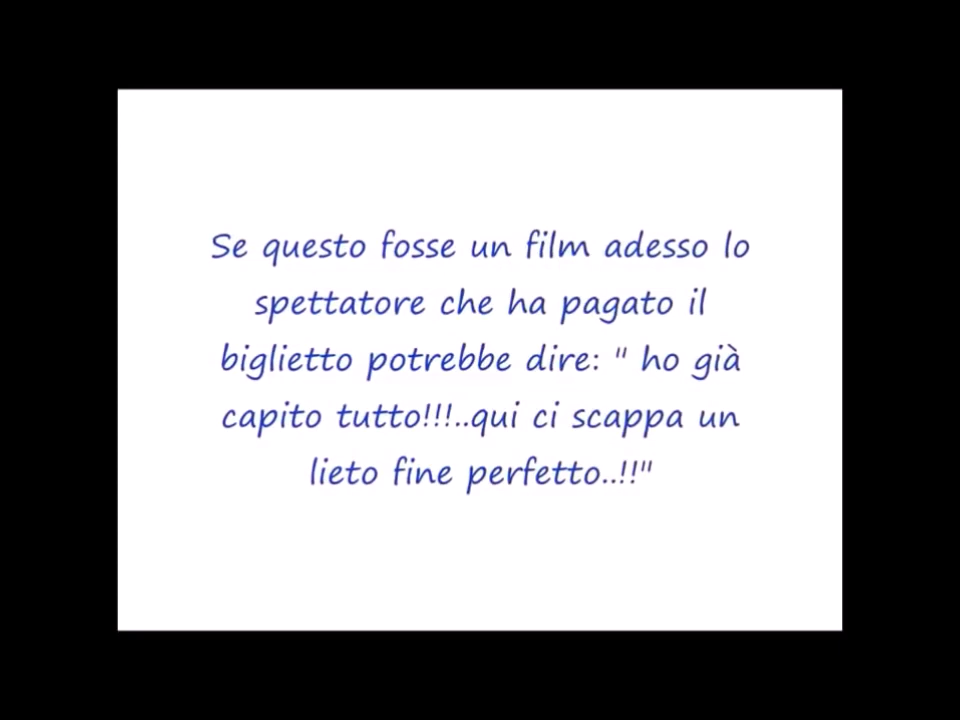 Se questo fosse un film adesso lo
spettatore che ha pagato il
biglietto potrebbe dire: " ho già
capito tutto!!!..qui ci scappa un
lieto fine perfetto..!!"